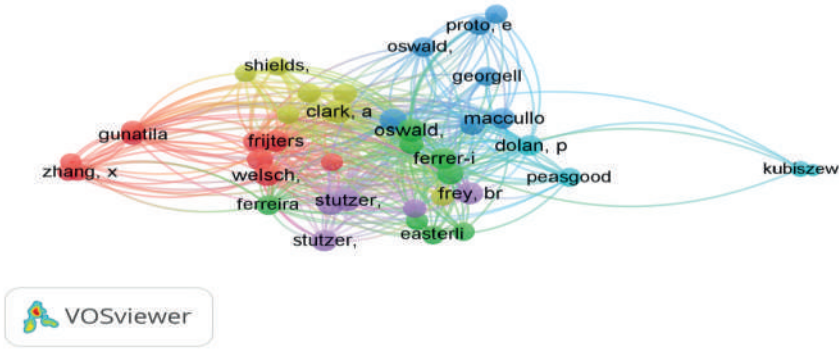 proto, e
oswald,
shields,
georgell
clark, a
maccullo
gunatila
oswald,
frijters
dolan, p
ferrer-i
zhang, x
welsch,
peasgood
kubiszew
ferreira
stutzer,
frey, br
stutzer,
easterli
VOSviewer